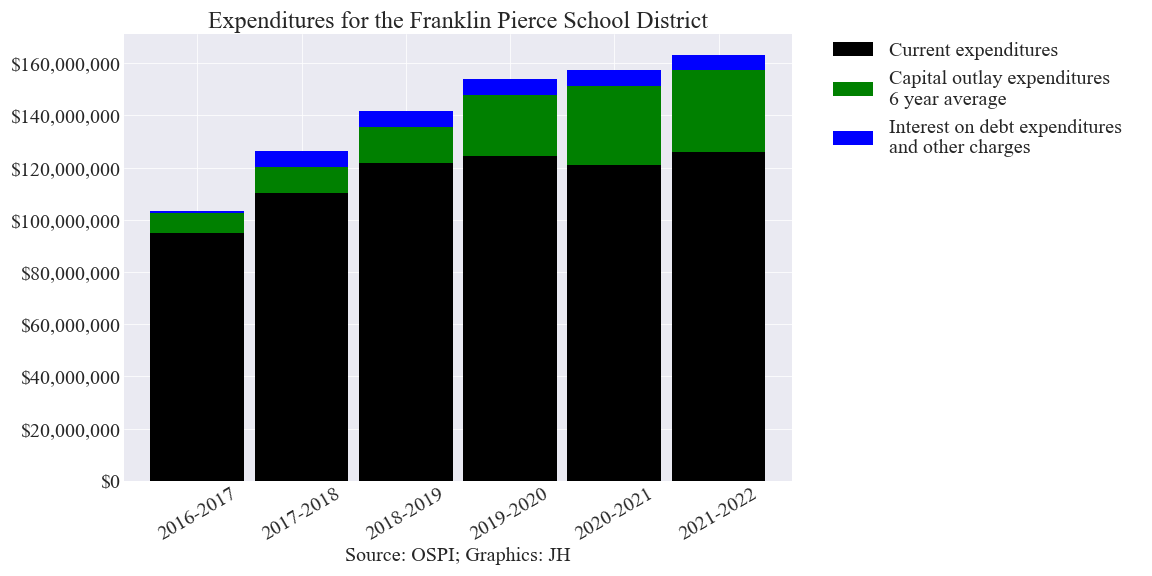 Expenditures for the Franklin Pierce School District
$160,000,000
$140,000,000
$120,000,000
$100,000,000
$80,000,000
$60,000,000
$40,000,000
$20,000,000
$0
2016-2017
2017-2018
2018-2019
2019-2020
2020-2021
2021-2022
Source: OSPI; Graphics: JH
Current expenditures
Capital outlay expenditures
6 year average
Interest on debt expenditures
and other charges